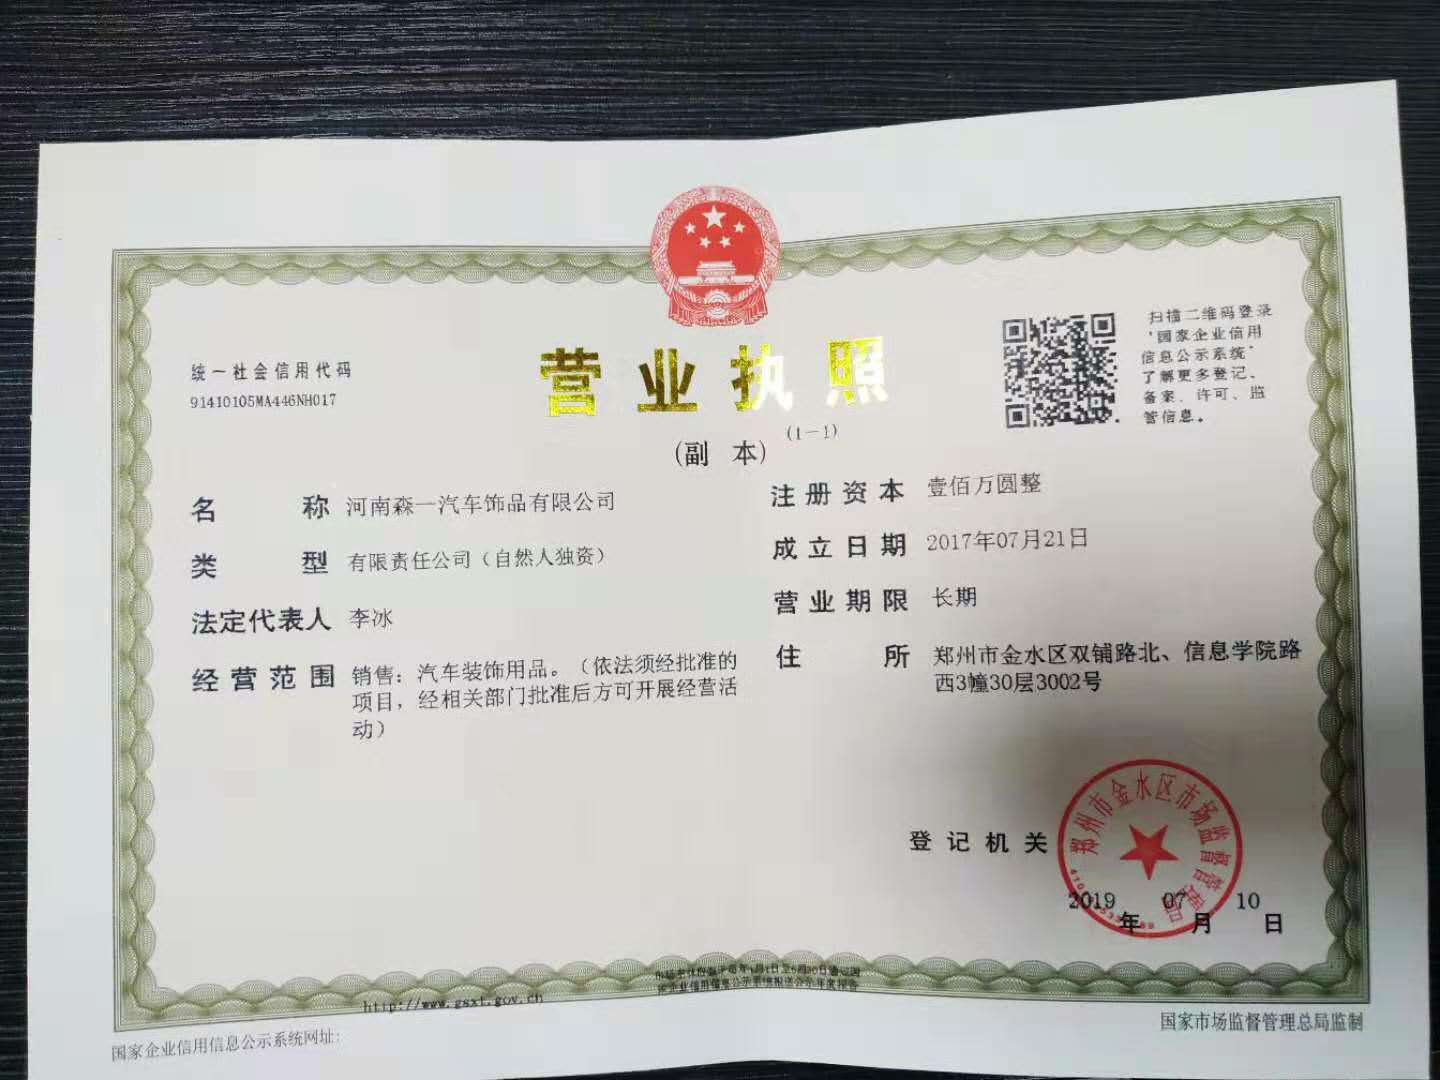 统一社会信用代码
91410105MA446NH017
营业执照
(副 本)
(1-1)
扫描二维码登录
‘国家企业信用
信息公示系统’
了解更多登记、
备案、许可、监
管信息。
名 称 河南森一汽车饰品有限公司
类 型 有限责任公司（自然人独资）
法定代表人 李冰
经营范围 销售：汽车装饰用品。（依法须经批准的
项目，经相关部门批准后方可开展经营活
动）
注册资本 壹佰万圆整
成立日期 2017年07月21日
营业期限 长期
住 所 郑州市金水区双铺路北、信息学院路
西3幢30层3002号
登记机关
郑州市金水区市场监督管理局
2019 年 07 月 10 日
http://www.gsxt.gov.cn
国家企业信用信息公示系统网址:
国家市场监督管理总局监制